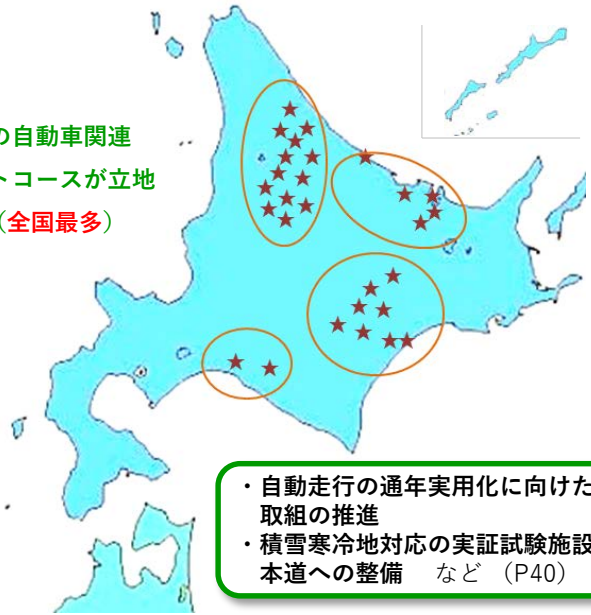 の自動車関連
トコースが立地
(全国最多)
・自動走行の通年実用化に向けた
取組の推進
・積雪寒冷地対応の実証試験施設
本道への整備 など (P40)